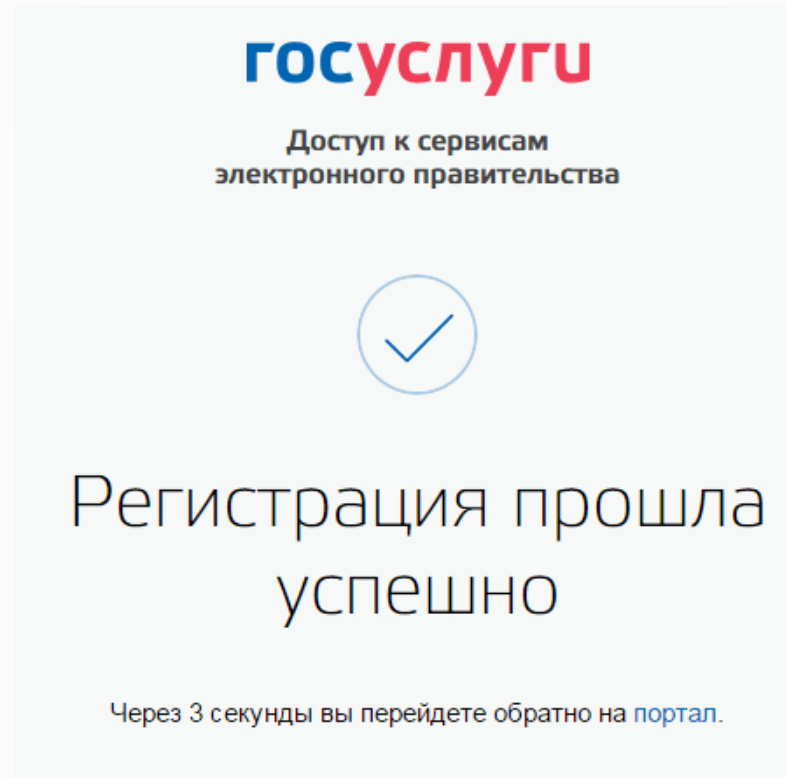 госуслуги
Доступ к сервисам
электронного правительства
Регистрация прошла
успешно
Через 3 секунды вы перейдете обратно на портал.